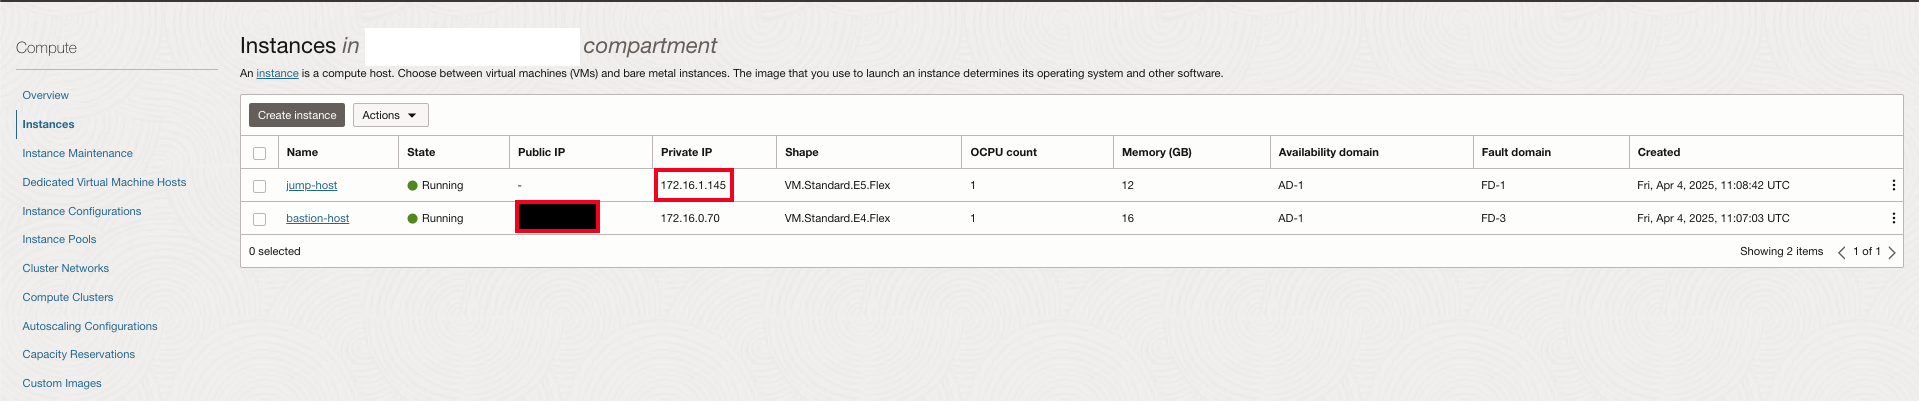 Compute
Overview
Instances
Instance Maintenance
Dedicated Virtual Machine Hosts
Instance Configurations
Instance Pools
Cluster Networks
Compute Clusters
Autoscaling Configurations
Capacity Reservations
Custom Images
Instances in compartment
An instance is a compute host. Choose between virtual machines (VMs) and bare metal instances. The image that you use to launch an instance determines its operating system and other software.
Create instance Actions
Name State Public IP Private IP Shape OCPU count Memory (GB) Availability domain Fault domain Created
jump-host Running - 172.16.1.145 VM.Standard.E5.Flex 1 12 AD-1 FD-1 Fri, Apr 4, 2025, 11:08:42 UTC
bastion-host Running 172.16.0.70 VM.Standard.E4.Flex 1 16 AD-1 FD-3 Fri, Apr 4, 2025, 11:07:03 UTC
0 selected Showing 2 items 1 of 1